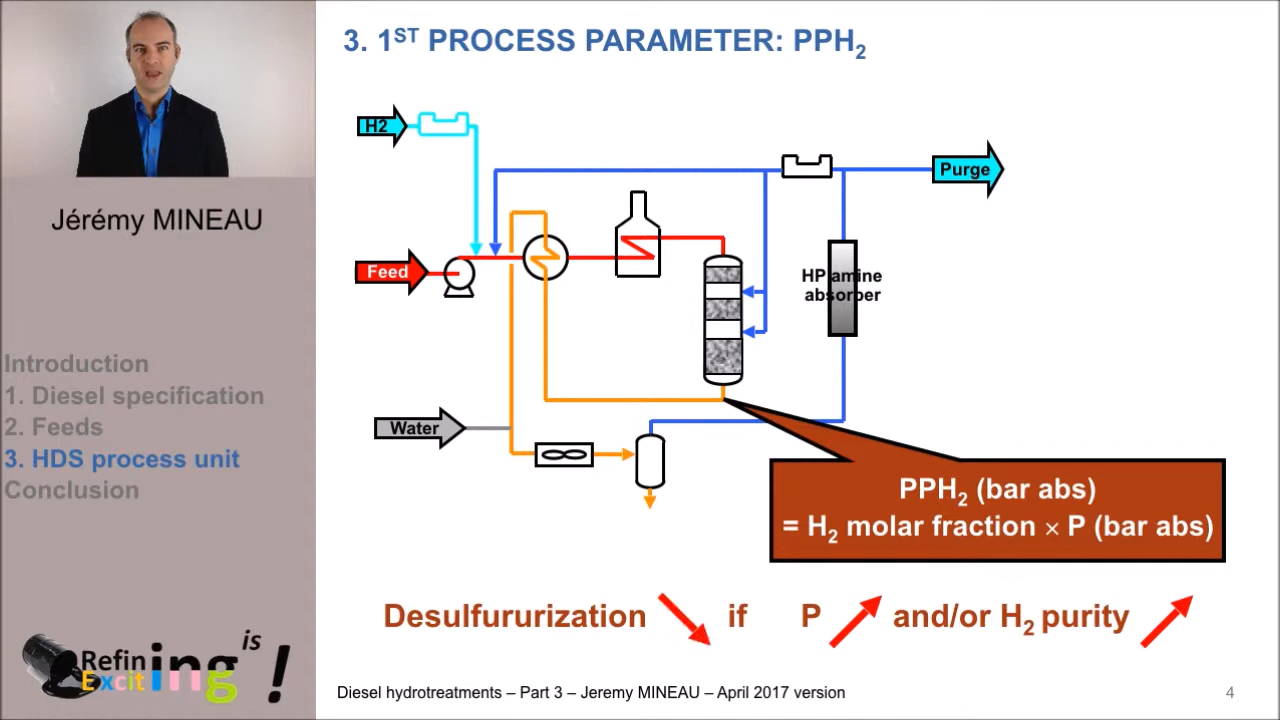 3. 1ST PROCESS PARAMETER: PPH2
H2
Purge
Jérémy MINEAU
Feed
HP amine
absorber
Introduction
1. Diesel specification
2. Feeds
3. HDS process unit
Conclusion
Water
PPH2 (bar abs)
= H2 molar fraction × P (bar abs)
Desulfururization if P and/or H2 purity
is
Refining
Exciting !
Diesel hydrotreatments – Part 3 – Jeremy MINEAU – April 2017 version
4